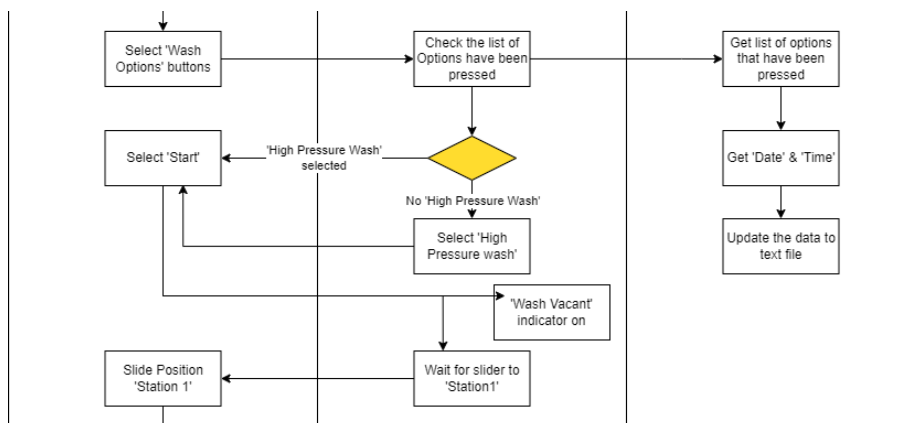 Select 'Wash
Options' buttons
Check the list of
Options have been
pressed
Get list of options
that have been
pressed
Select 'Start'
'High Pressure Wash'
selected
Get 'Date' & 'Time'
No 'High Pressure Wash'
Select 'High
Pressure wash'
Update the data to
text file
'Wash Vacant'
indicator on
Slide Position
'Station 1'
Wait for slider to
'Station1'